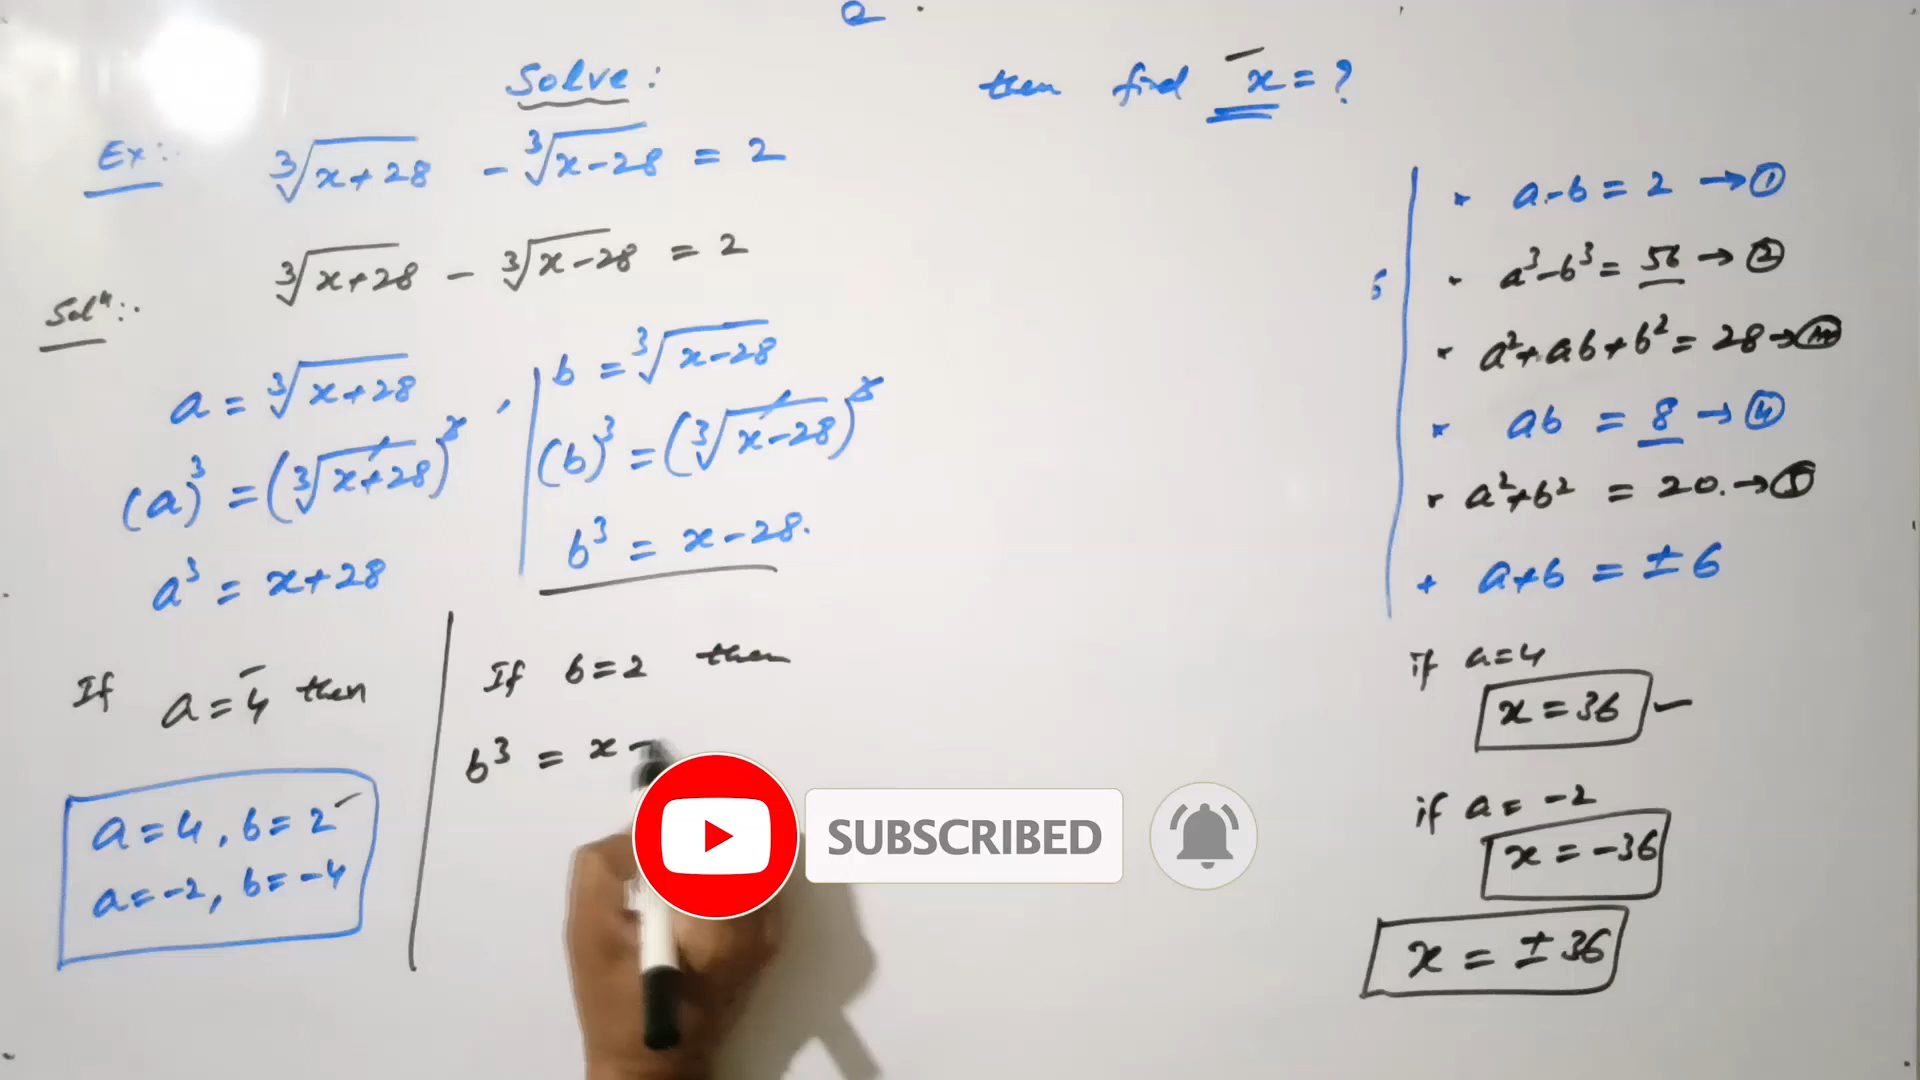 Solve:
then find x = ?
Ex:
∛(x+28) - ∛(x-28) = 2
Solⁿ:
∛(x+28) - ∛(x-28) = 2
a = ∛(x+28) ,
(a)³ = (∛(x+28))³
a³ = x+28
b = ∛(x-28)
(b)³ = (∛(x-28))³
b³ = x-28.
If a = 4 then
a = 4, b = 2
a = -2, b = -4
If b = 2 then
b³ = x -
SUBSCRIBED
a-b = 2 → ①
a³-b³ = 56 → ②
a²+ab+b² = 28 →
ab = 8 → ④
a²+b² = 20. → ⑤
a+b = ±6
if a=4
x = 36
if a = -2
x = -36
x = ±36